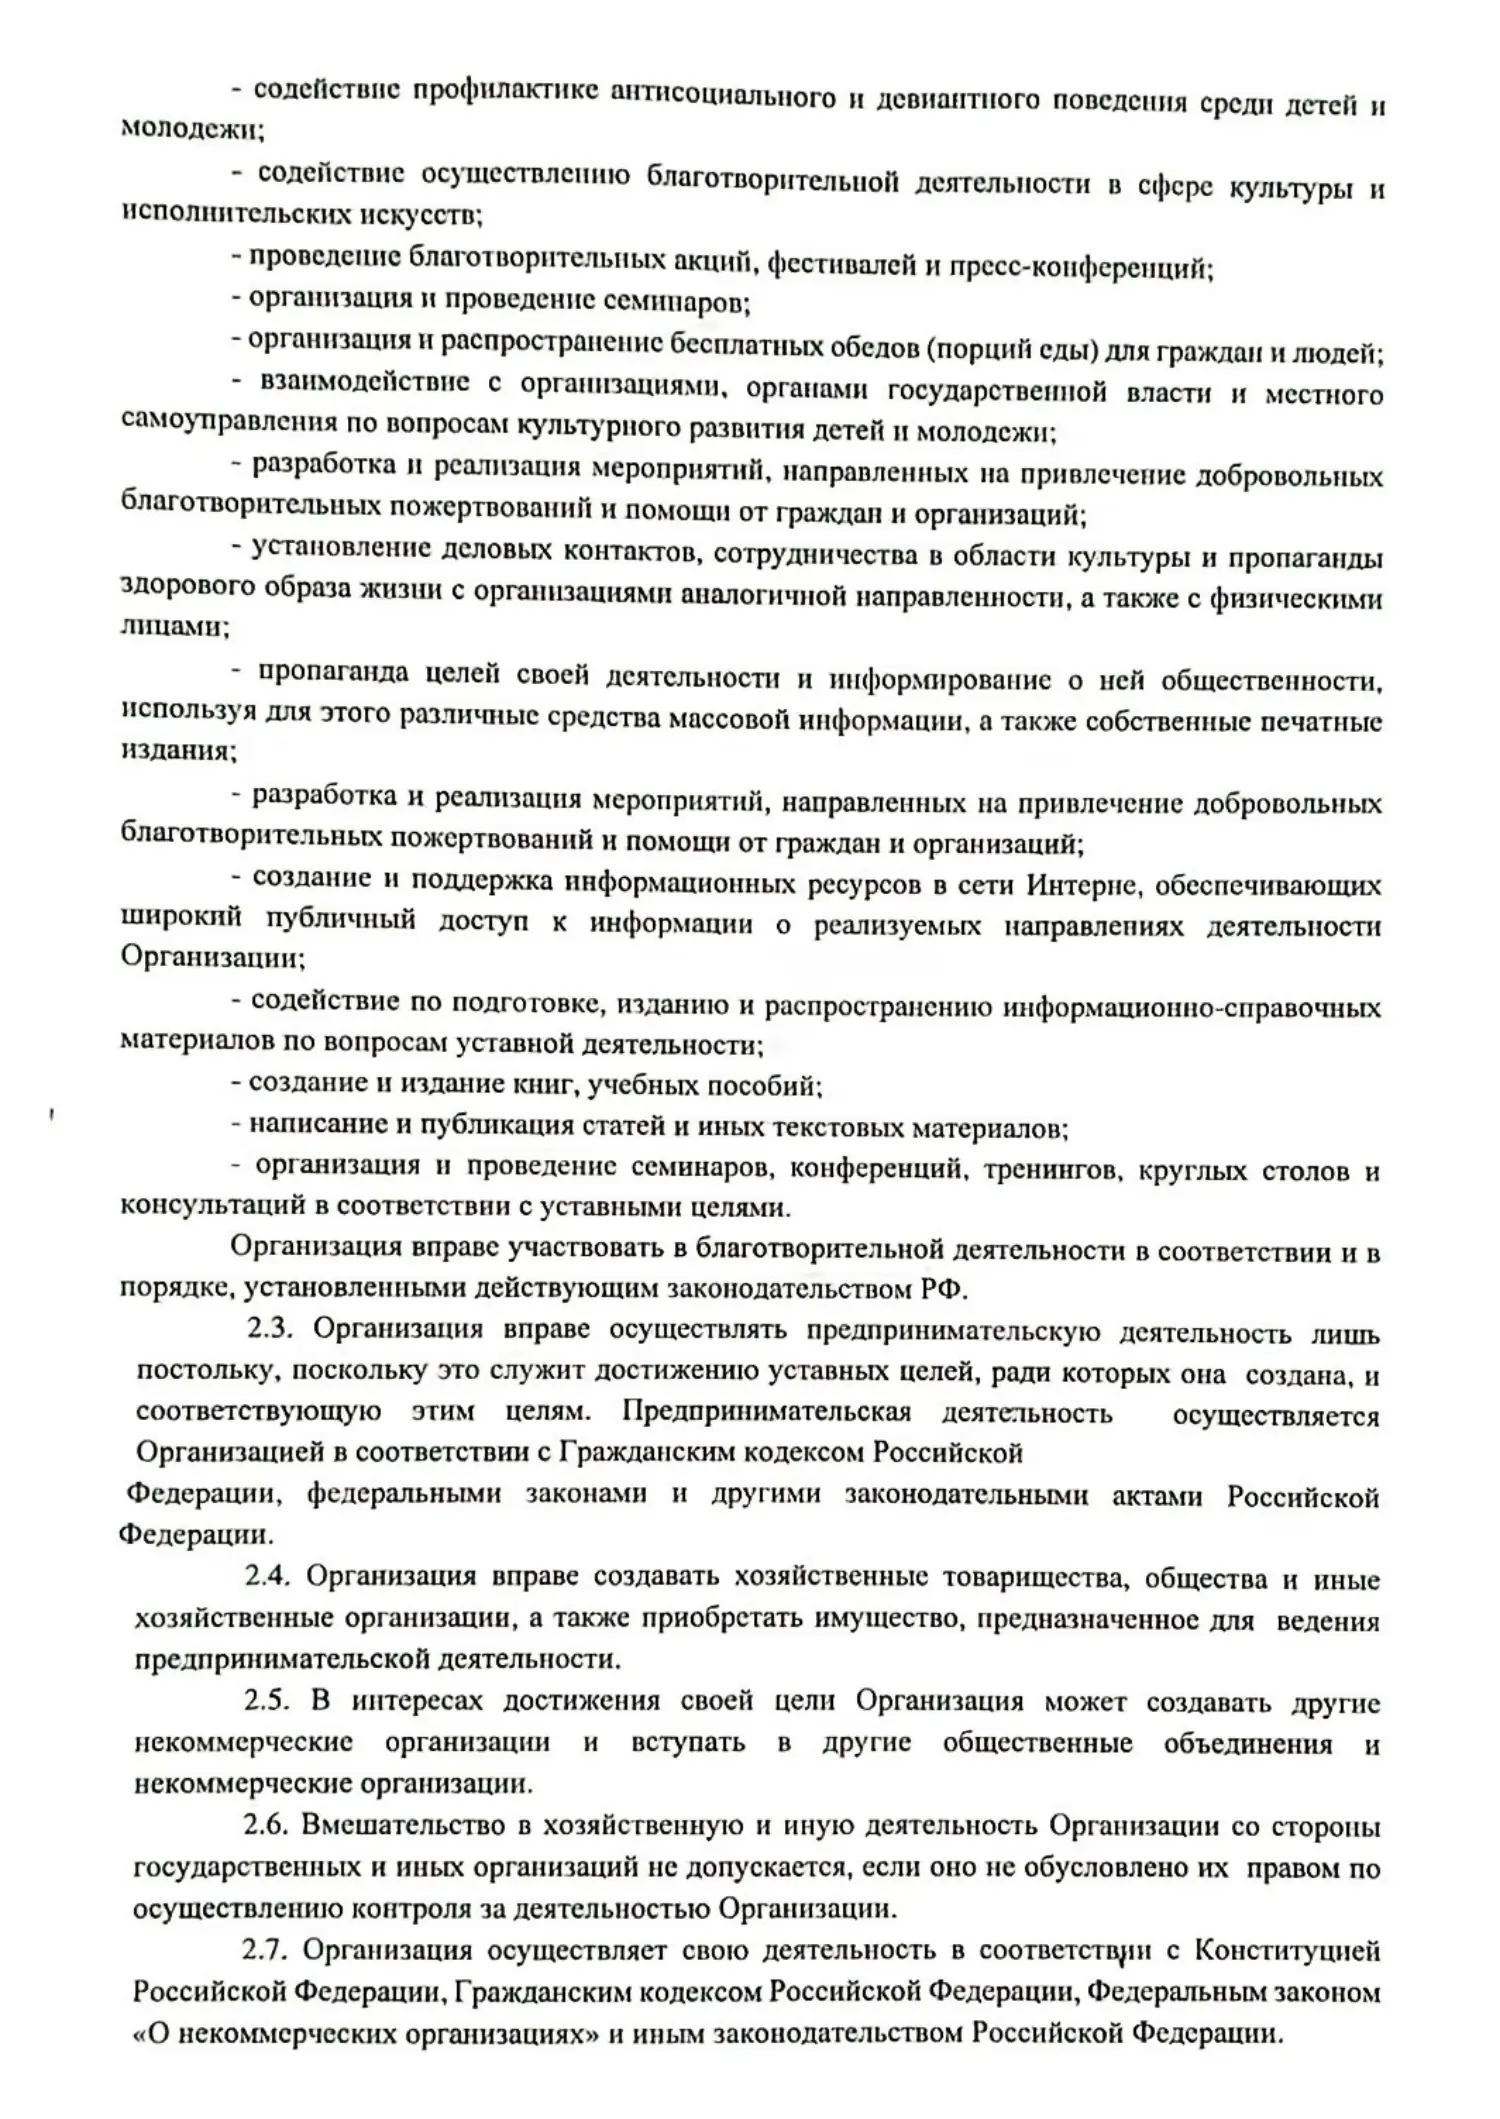 - содействие профилактике антисоциального и девиантного поведения среди детей и
молодежи;
- содействие осуществлению благотворительной деятельности в сфере культуры и
исполнительских искусств;
- проведение благотворительных акций, фестивалей и пресс-конференций;
- организация и проведение семинаров;
- организация и распространение бесплатных обедов (порций еды) для граждан и людей;
- взаимодействие с организациями, органами государственной власти и местного
самоуправления по вопросам культурного развития детей и молодежи;
- разработка и реализация мероприятий, направленных на привлечение добровольных
благотворительных пожертвований и помощи от граждан и организаций;
- установление деловых контактов, сотрудничества в области культуры и пропаганды
здорового образа жизни с организациями аналогичной направленности, а также с физическими
лицами;
- пропаганда целей своей деятельности и информирование о ней общественности,
используя для этого различные средства массовой информации, а также собственные печатные
издания;
- разработка и реализация мероприятий, направленных на привлечение добровольных
благотворительных пожертвований и помощи от граждан и организаций;
- создание и поддержка информационных ресурсов в сети Интерне, обеспечивающих
широкий публичный доступ к информации о реализуемых направлениях деятельности
Организации;
- содействие по подготовке, изданию и распространению информационно-справочных
материалов по вопросам уставной деятельности;
- создание и издание книг, учебных пособий;
- написание и публикация статей и иных текстовых материалов;
- организация и проведение семинаров, конференций, тренингов, круглых столов и
консультаций в соответствии с уставными целями.
Организация вправе участвовать в благотворительной деятельности в соответствии и в
порядке, установленными действующим законодательством РФ.
2.3. Организация вправе осуществлять предпринимательскую деятельность лишь
постольку, поскольку это служит достижению уставных целей, ради которых она создана, и
соответствующую этим целям. Предпринимательская деятельность осуществляется
Организацией в соответствии с Гражданским кодексом Российской
Федерации, федеральными законами и другими законодательными актами Российской
Федерации.
2.4. Организация вправе создавать хозяйственные товарищества, общества и иные
хозяйственные организации, а также приобретать имущество, предназначенное для ведения
предпринимательской деятельности.
2.5. В интересах достижения своей цели Организация может создавать другие
некоммерческие организации и вступать в другие общественные объединения и
некоммерческие организации.
2.6. Вмешательство в хозяйственную и иную деятельность Организации со стороны
государственных и иных организаций не допускается, если оно не обусловлено их правом по
осуществлению контроля за деятельностью Организации.
2.7. Организация осуществляет свою деятельность в соответствии с Конституцией
Российской Федерации, Гражданским кодексом Российской Федерации, Федеральным законом
«О некоммерческих организациях» и иным законодательством Российской Федерации.